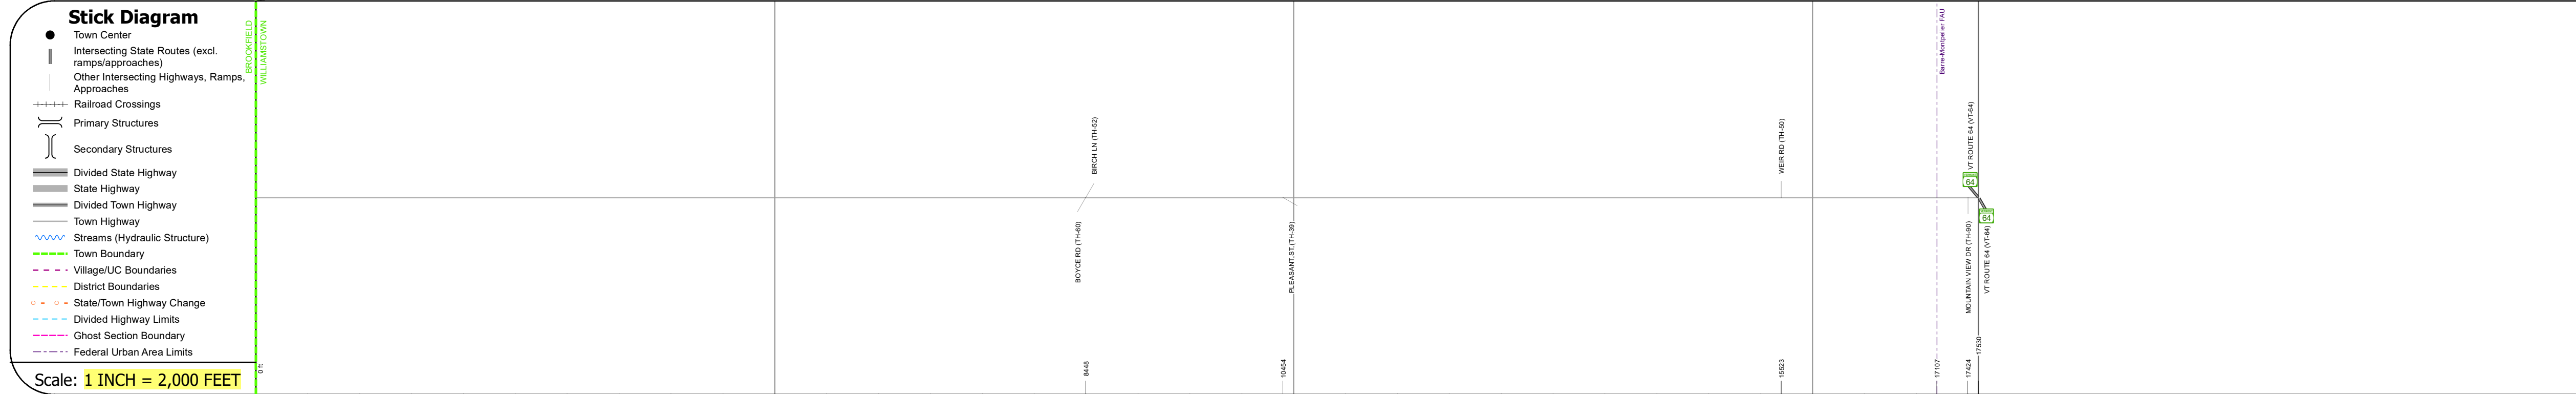 Stick Diagram
Town Center
Intersecting State Routes (excl.
ramps/approaches)
Other Intersecting Highways, Ramps,
Approaches
Railroad Crossings
Primary Structures
Secondary Structures
Divided State Highway
State Highway
Divided Town Highway
Town Highway
Streams (Hydraulic Structure)
Town Boundary
Village/UC Boundaries
District Boundaries
State/Town Highway Change
Divided Highway Limits
Ghost Section Boundary
Federal Urban Area Limits
Scale: 1 INCH = 2,000 FEET
BROOKFIELD
WILLIAMSTOWN
0 ft
BIRCH LN (TH-52)
BOYCE RD (TH-60)
8448
PLEASANT ST (TH-39)
10454
WEIR RD (TH-50)
15523
Barre-Montpelier FAU
17107
VT ROUTE 64 (VT-64)
64
MOUNTAIN VIEW DR (TH-90)
17424
64
VT ROUTE 64 (VT-64)
17530